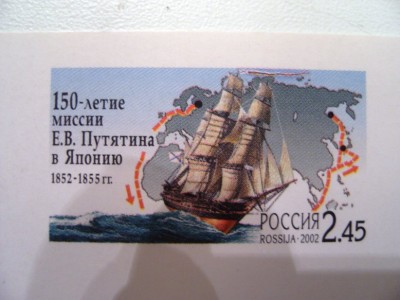 150-летие
миссии
Е.В. Путятина
в Японию
1852-1855 гг.
РОССИЯ
ROSSIJA·2002
2.45